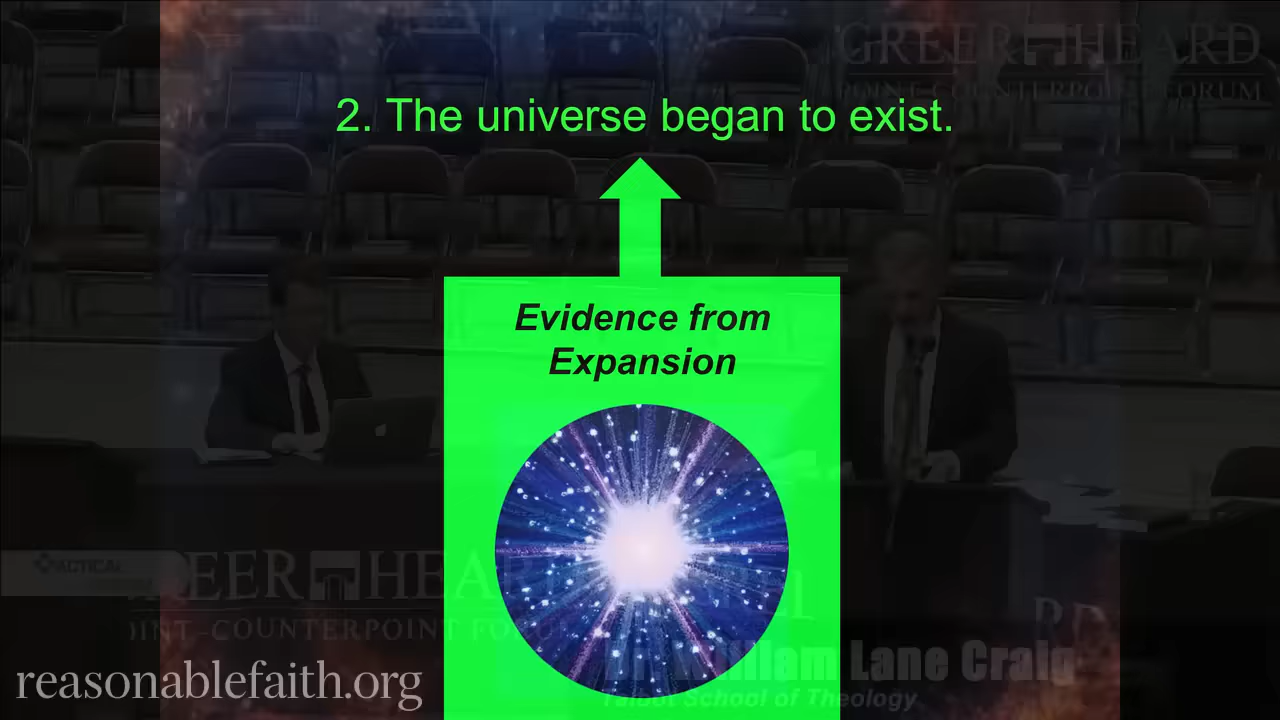 GREER HEARD
POINT-COUNTERPOINT FORUM
2. The universe began to exist.
Evidence from
Expansion
PRACTICAL
GREER HEARD
POINT-COUNTERPOINT FORUM
Dr. William Lane Craig
Talbot School of Theology
reasonablefaith.org